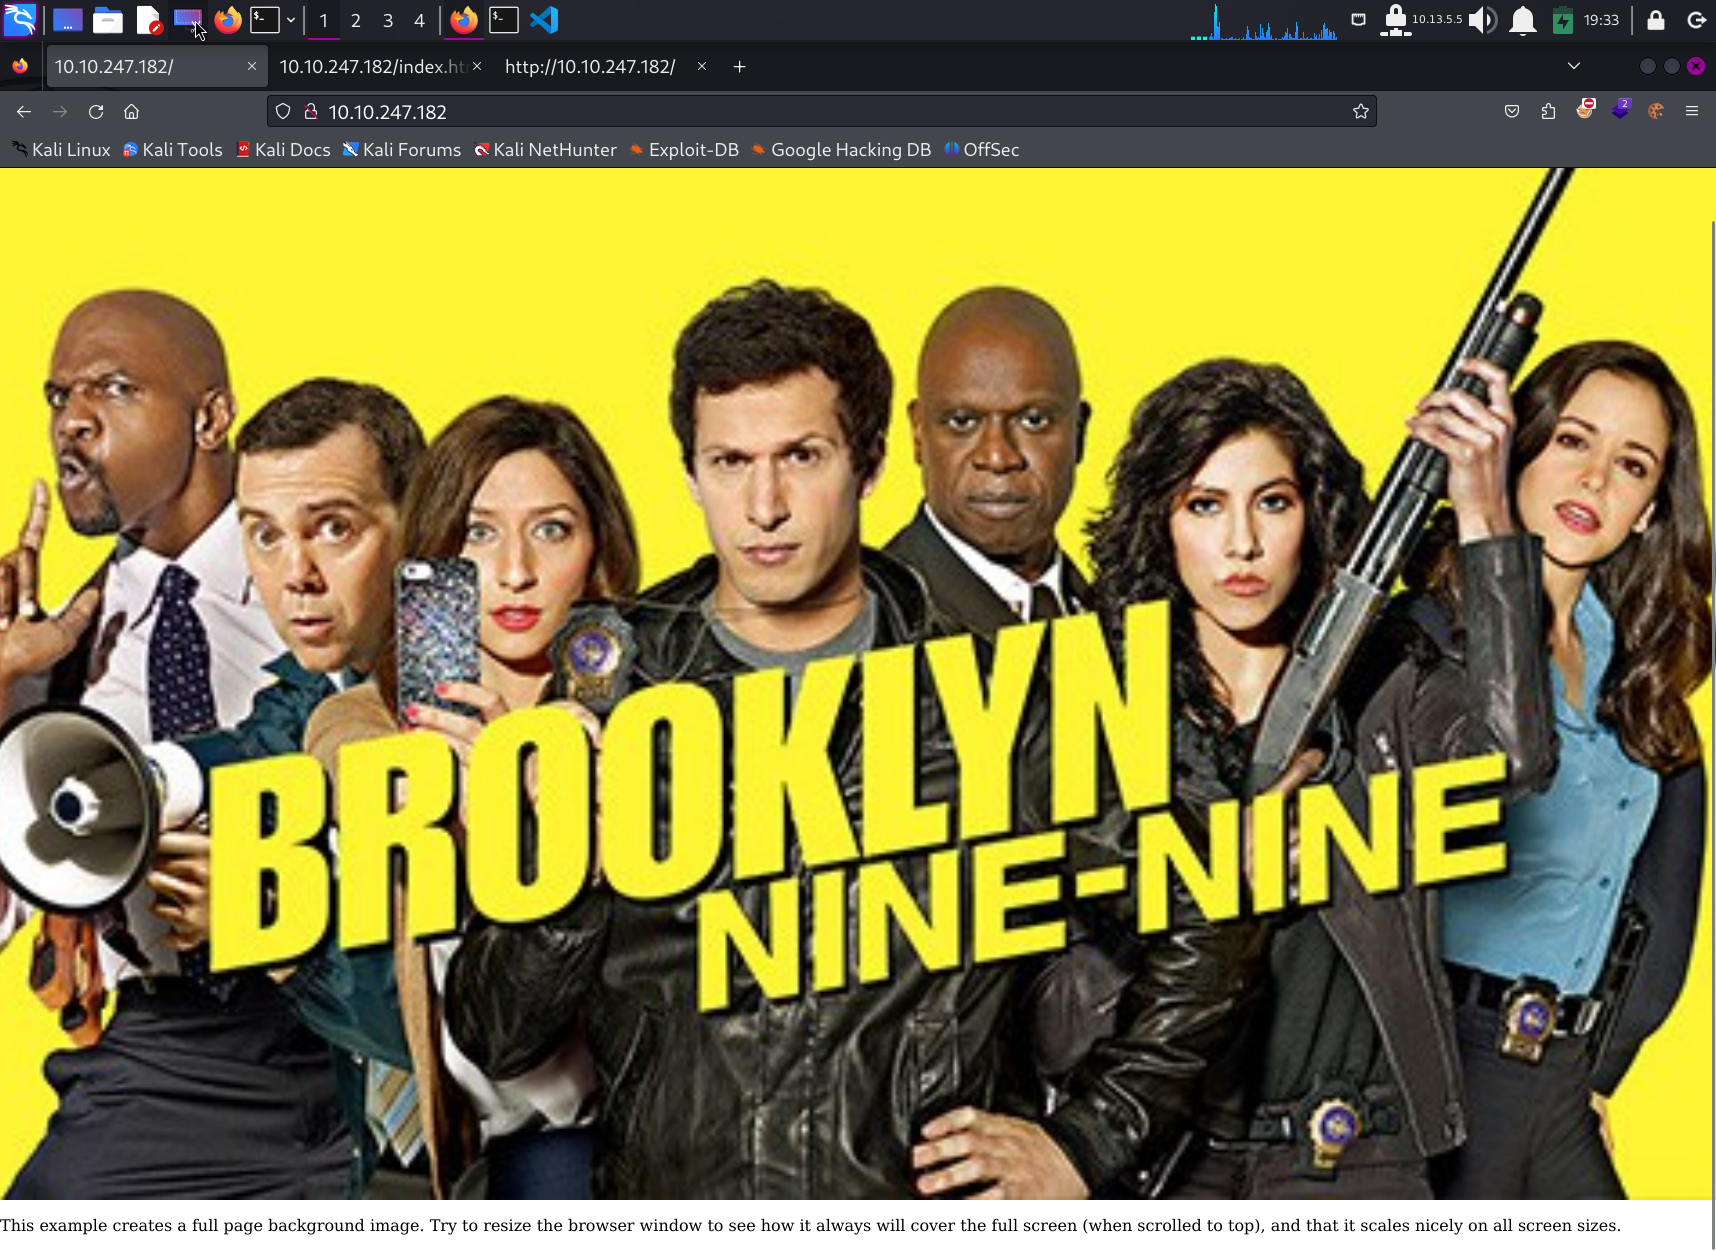 1 2 3 4 10.13.5.5 19:33
10.10.247.182/ 10.10.247.182/index.ht http://10.10.247.182/
10.10.247.182 2
Kali Linux Kali Tools Kali Docs Kali Forums Kali NetHunter Exploit-DB Google Hacking DB OffSec
BROOKLYN
NINE-NINE
This example creates a full page background image. Try to resize the browser window to see how it always will cover the full screen (when scrolled to top), and that it scales nicely on all screen sizes.